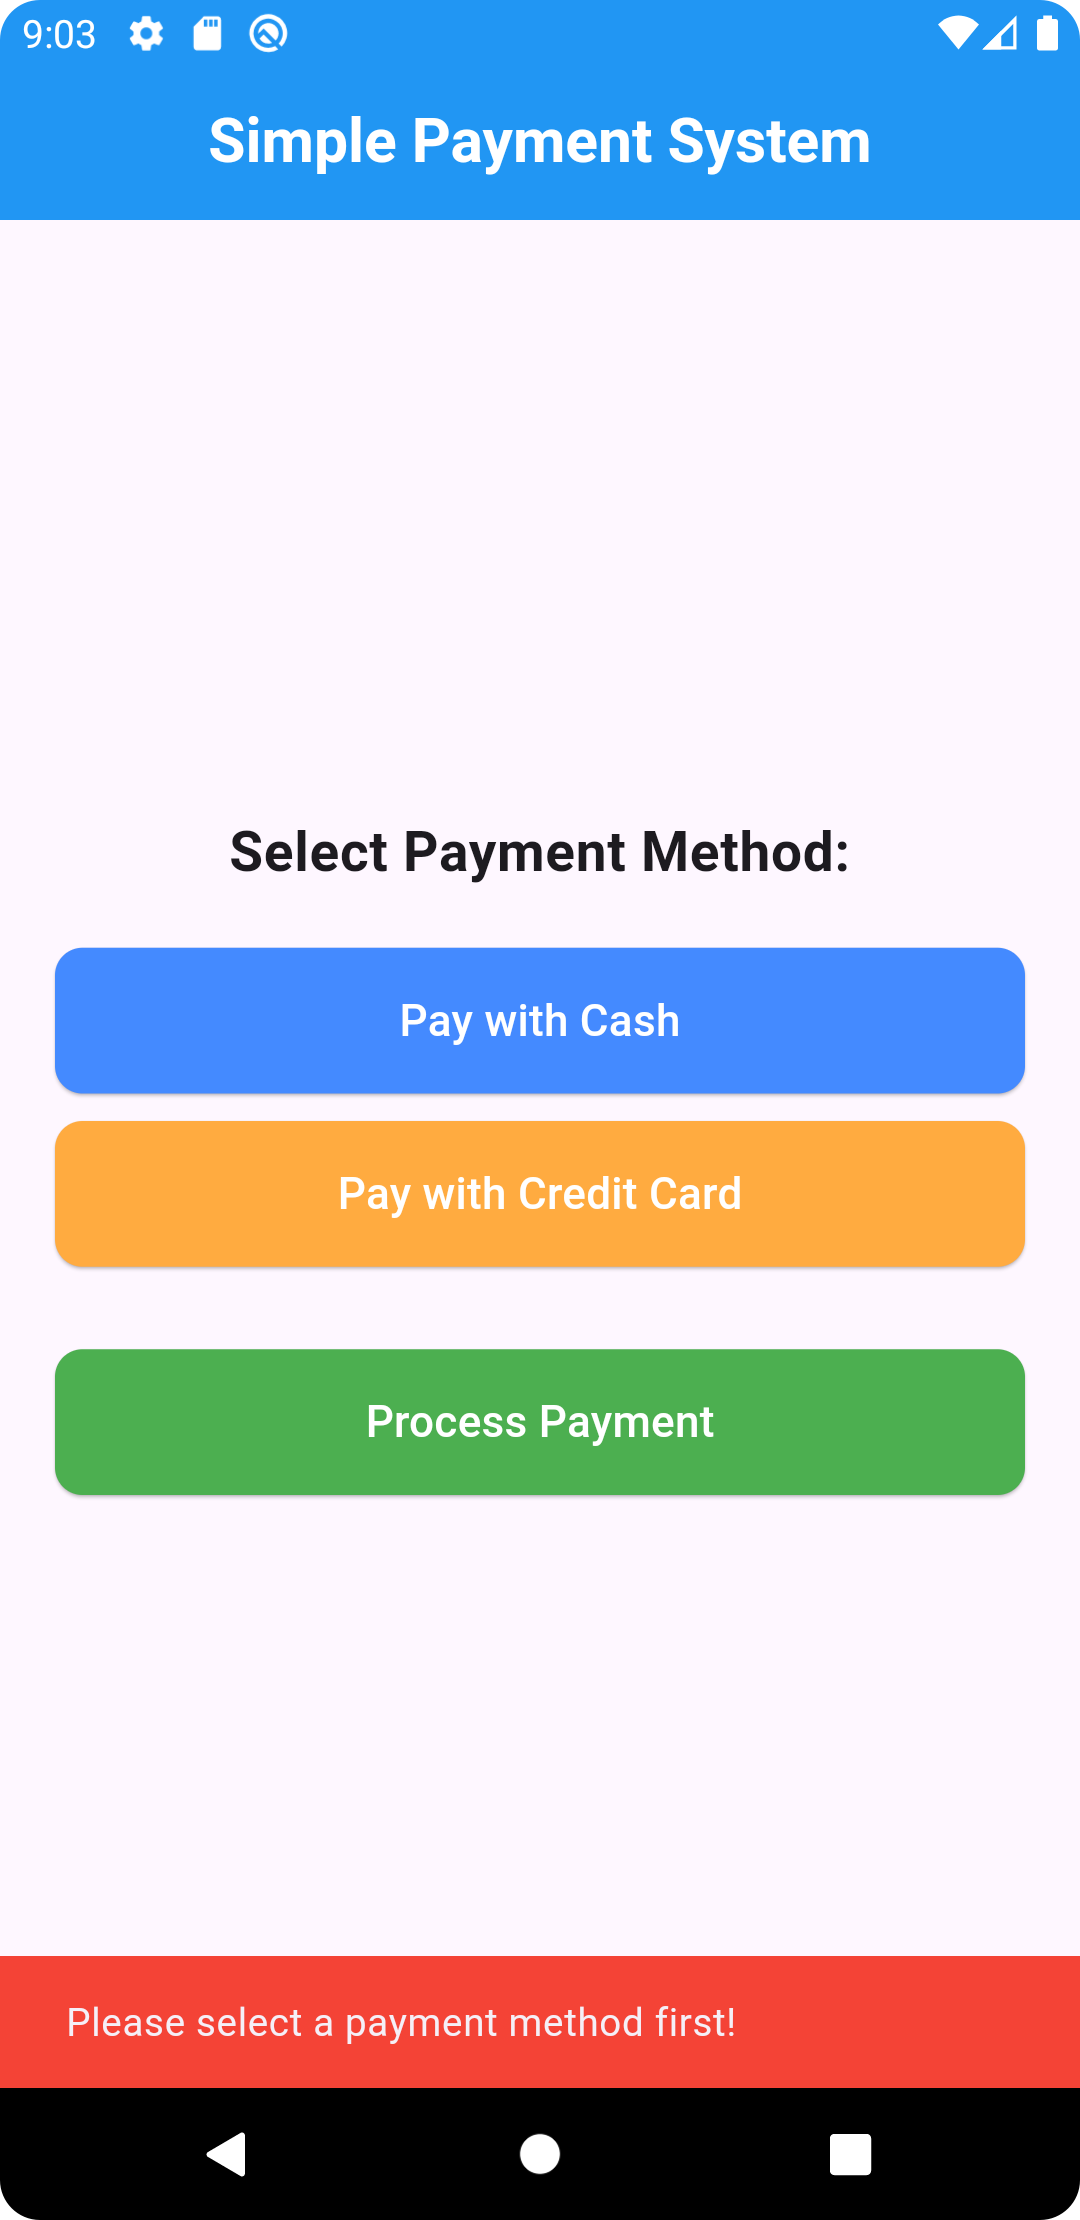 9:03
Simple Payment System
Select Payment Method:
Pay with Cash
Pay with Credit Card
Process Payment
Please select a payment method first!